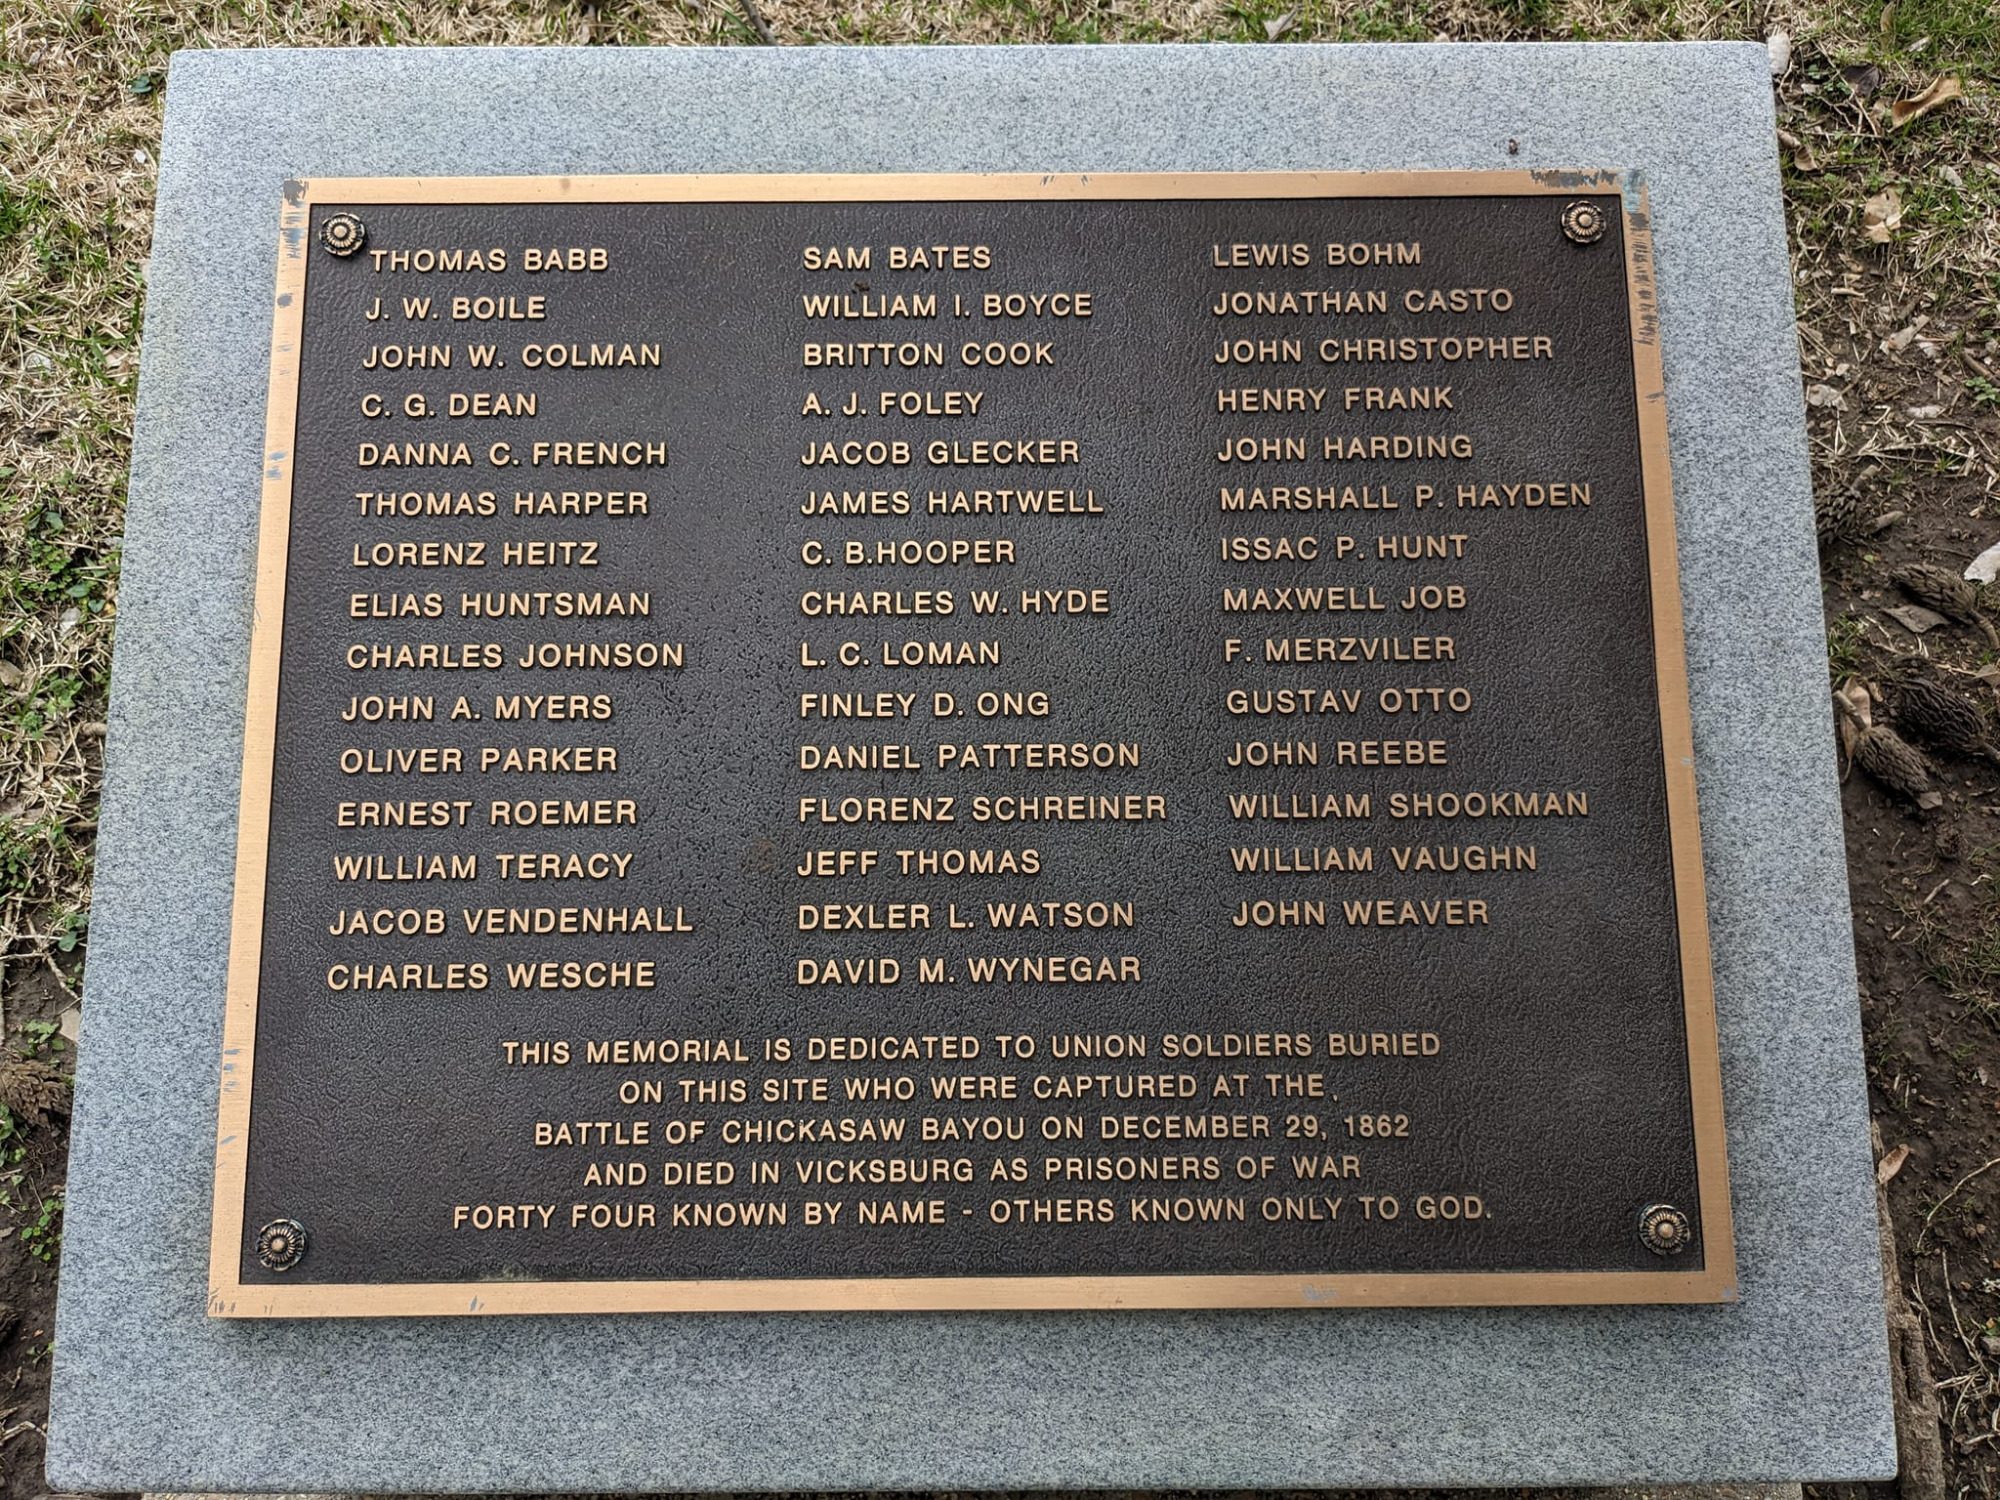 THOMAS BABB SAM BATES LEWIS BOHM
J. W. BOILE WILLIAM I. BOYCE JONATHAN CASTO
JOHN W. COLMAN BRITTON COOK JOHN CHRISTOPHER
C. G. DEAN A. J. FOLEY HENRY FRANK
DANNA C. FRENCH JACOB GLECKER JOHN HARDING
THOMAS HARPER JAMES HARTWELL MARSHALL P. HAYDEN
LORENZ HEITZ C. B.HOOPER ISSAC P. HUNT
ELIAS HUNTSMAN CHARLES W. HYDE MAXWELL JOB
CHARLES JOHNSON L. C. LOMAN F. MERZVILER
JOHN A. MYERS FINLEY D. ONG GUSTAV OTTO
OLIVER PARKER DANIEL PATTERSON JOHN REEBE
ERNEST ROEMER FLORENZ SCHREINER WILLIAM SHOOKMAN
WILLIAM TERACY JEFF THOMAS WILLIAM VAUGHN
JACOB VENDENHALL DEXLER L. WATSON JOHN WEAVER
CHARLES WESCHE DAVID M. WYNEGAR
THIS MEMORIAL IS DEDICATED TO UNION SOLDIERS BURIED
ON THIS SITE WHO WERE CAPTURED AT THE,
BATTLE OF CHICKASAW BAYOU ON DECEMBER 29, 1862
AND DIED IN VICKSBURG AS PRISONERS OF WAR
FORTY FOUR KNOWN BY NAME - OTHERS KNOWN ONLY TO GOD.